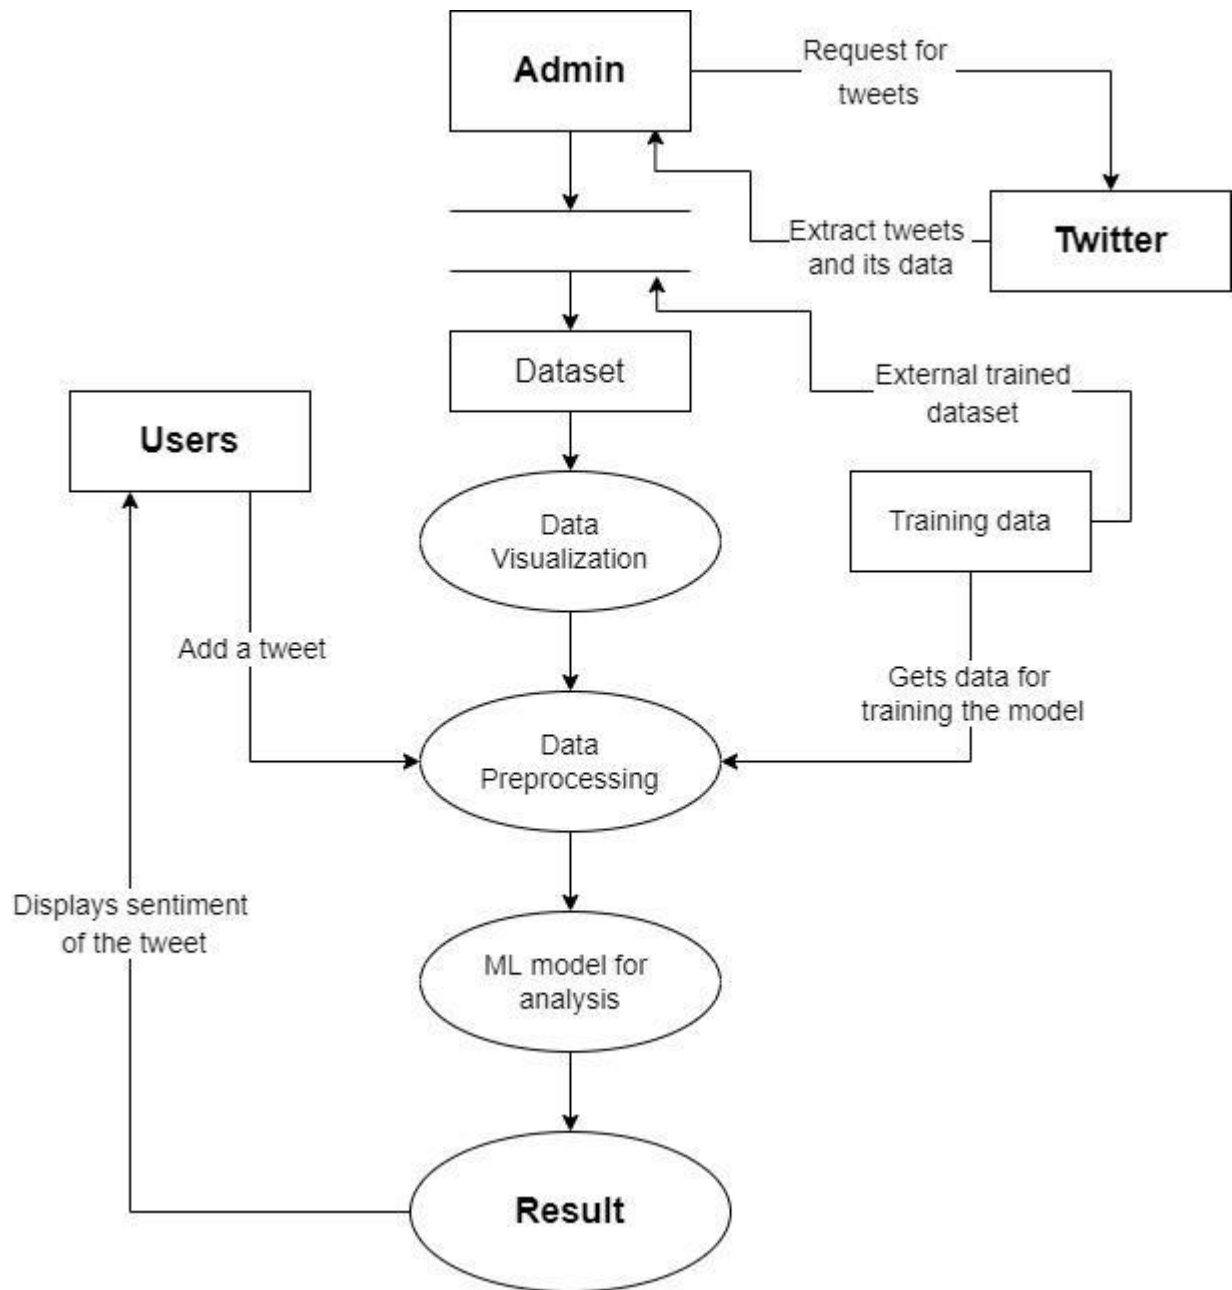 Admin
Request for
tweets
Extract tweets
and its data
Twitter
Dataset
External trained
dataset
Users
Data
Visualization
Training data
Add a tweet
Gets data for
training the model
Data
Preprocessing
Displays sentiment
of the tweet
ML model for
analysis
Result